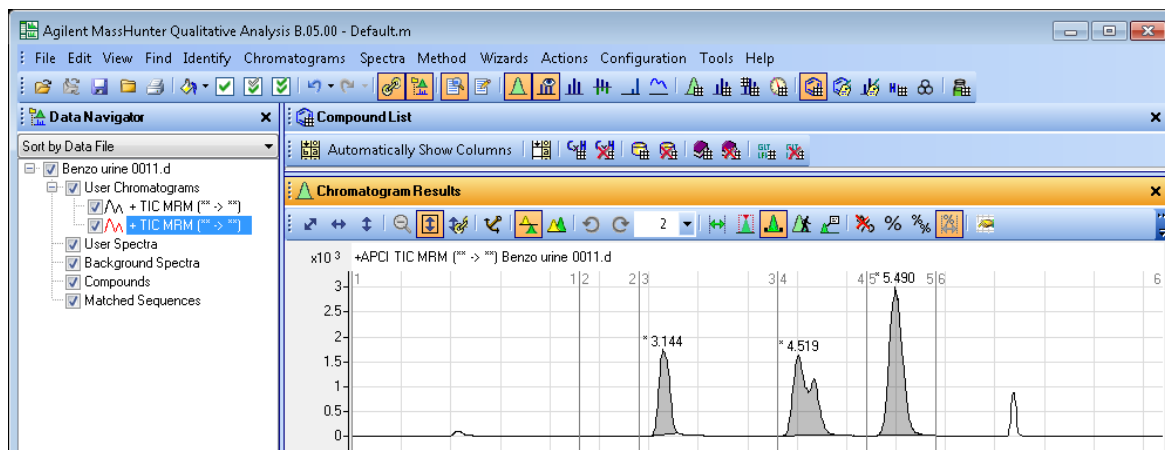 Agilent MassHunter Qualitative Analysis B.05.00 - Default.m
File Edit View Find Identify Chromatograms Spectra Method Wizards Actions Configuration Tools Help
Data Navigator
Sort by Data File
Benzo urine 0011.d
User Chromatograms
+ TIC MRM (** -> **)
+ TIC MRM (** -> **)
User Spectra
Background Spectra
Compounds
Matched Sequences
Compound List
Automatically Show Columns
Chromatogram Results
2
x10 3 +APCI TIC MRM (** -> **) Benzo urine 0011.d
1 1 2 2 3 3 4 4 5 * 5.490 5 6 6
3
2.5
2
* 3.144 * 4.519
1.5
1
0.5
0